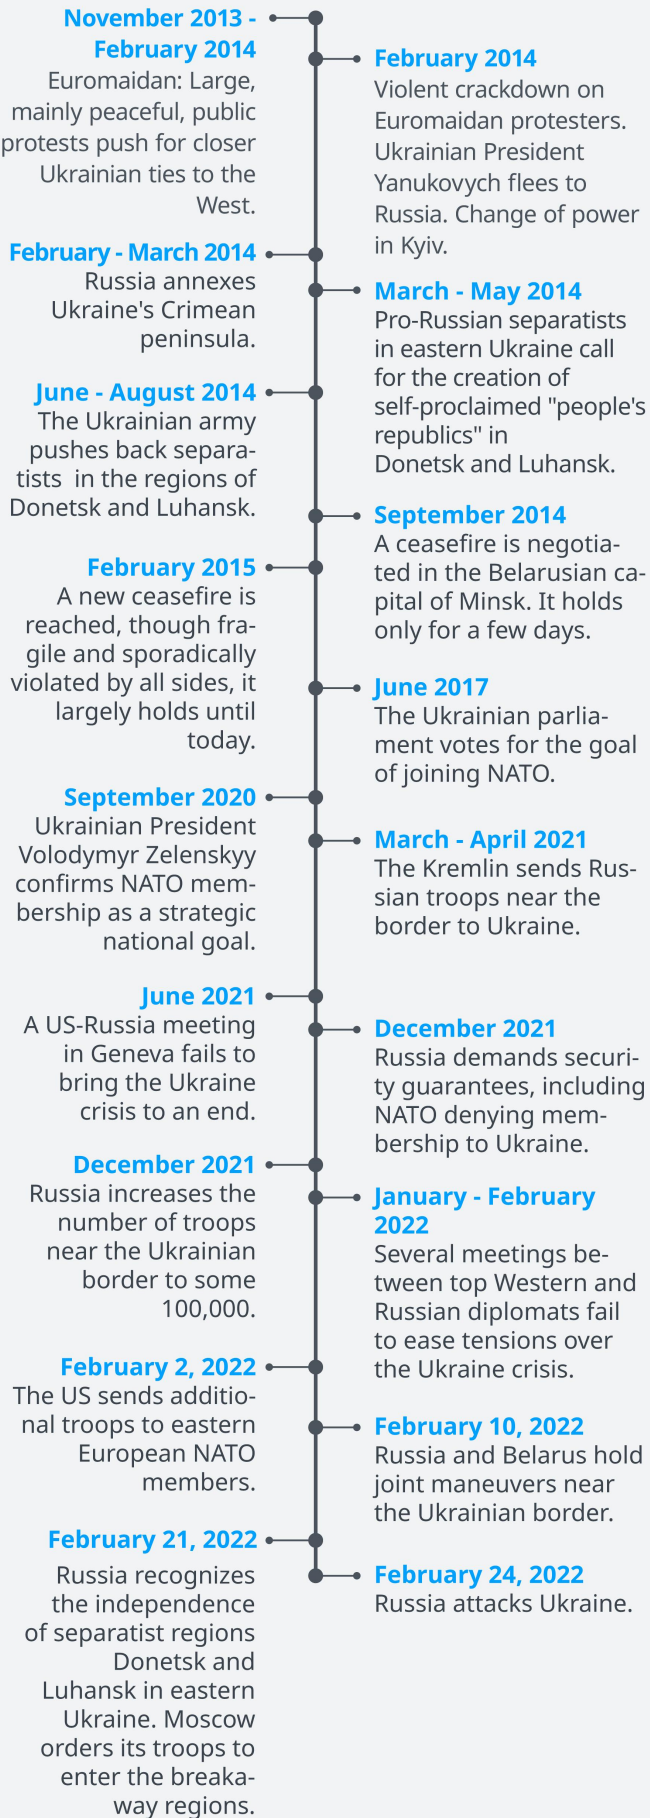 November 2013 -
February 2014
Euromaidan: Large,
mainly peaceful, public
protests push for closer
Ukrainian ties to the
West.
February 2014
Violent crackdown on
Euromaidan protesters.
Ukrainian President
Yanukovych flees to
Russia. Change of power
in Kyiv.
February - March 2014
Russia annexes
Ukraine's Crimean
peninsula.
March - May 2014
Pro-Russian separatists
in eastern Ukraine call
for the creation of
self-proclaimed "people's
republics" in
Donetsk and Luhansk.
June - August 2014
The Ukrainian army
pushes back separa-
tists  in the regions of
Donetsk and Luhansk.
September 2014
A ceasefire is negotia-
ted in the Belarusian ca-
pital of Minsk. It holds
only for a few days.
February 2015
A new ceasefire is
reached, though fra-
gile and sporadically
violated by all sides, it
largely holds until
today.
June 2017
The Ukrainian parlia-
ment votes for the goal
of joining NATO.
September 2020
Ukrainian President
Volodymyr Zelenskyy
confirms NATO mem-
bership as a strategic
national goal.
March - April 2021
The Kremlin sends Rus-
sian troops near the
border to Ukraine.
June 2021
A US-Russia meeting
in Geneva fails to
bring the Ukraine
crisis to an end.
December 2021
Russia demands securi-
ty guarantees, including
NATO denying mem-
bership to Ukraine.
December 2021
Russia increases the
number of troops
near the Ukrainian
border to some
100,000.
January - February
2022
Several meetings be-
tween top Western and
Russian diplomats fail
to ease tensions over
the Ukraine crisis.
February 2, 2022
The US sends additio-
nal troops to eastern
European NATO
members.
February 10, 2022
Russia and Belarus hold
joint maneuvers near
the Ukrainian border.
February 21, 2022
Russia recognizes
the independence
of separatist regions
Donetsk and
Luhansk in eastern
Ukraine. Moscow
orders its troops to
enter the breaka-
way regions.
February 24, 2022
Russia attacks Ukraine.